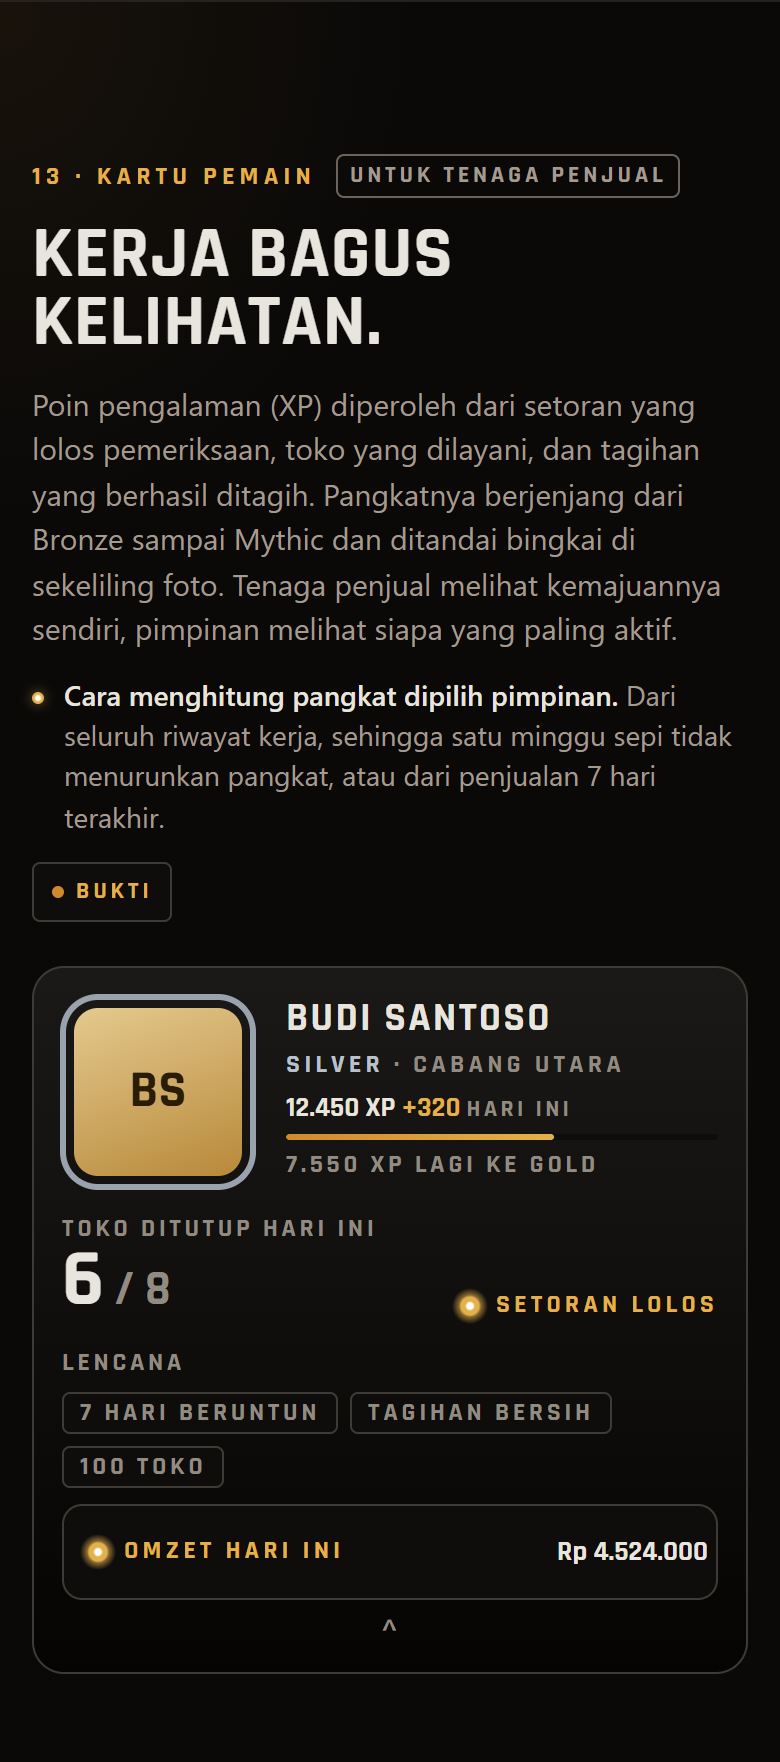 13 · KARTU PEMAIN
UNTUK TENAGA PENJUAL
KERJA BAGUS
KELIHATAN.
Poin pengalaman (XP) diperoleh dari setoran yang
lolos pemeriksaan, toko yang dilayani, dan tagihan
yang berhasil ditagih. Pangkatnya berjenjang dari
Bronze sampai Mythic dan ditandai bingkai di
sekeliling foto. Tenaga penjual melihat kemajuannya
sendiri, pimpinan melihat siapa yang paling aktif.
Cara menghitung pangkat dipilih pimpinan. Dari
seluruh riwayat kerja, sehingga satu minggu sepi tidak
menurunkan pangkat, atau dari penjualan 7 hari
terakhir.
BUKTI
BS
BUDI SANTOSO
SILVER · CABANG UTARA
12.450 XP +320 HARI INI
7.550 XP LAGI KE GOLD
TOKO DITUTUP HARI INI
6 / 8
SETORAN LOLOS
LENCANA
7 HARI BERUNTUN
TAGIHAN BERSIH
100 TOKO
OMZET HARI INI
Rp 4.524.000
^